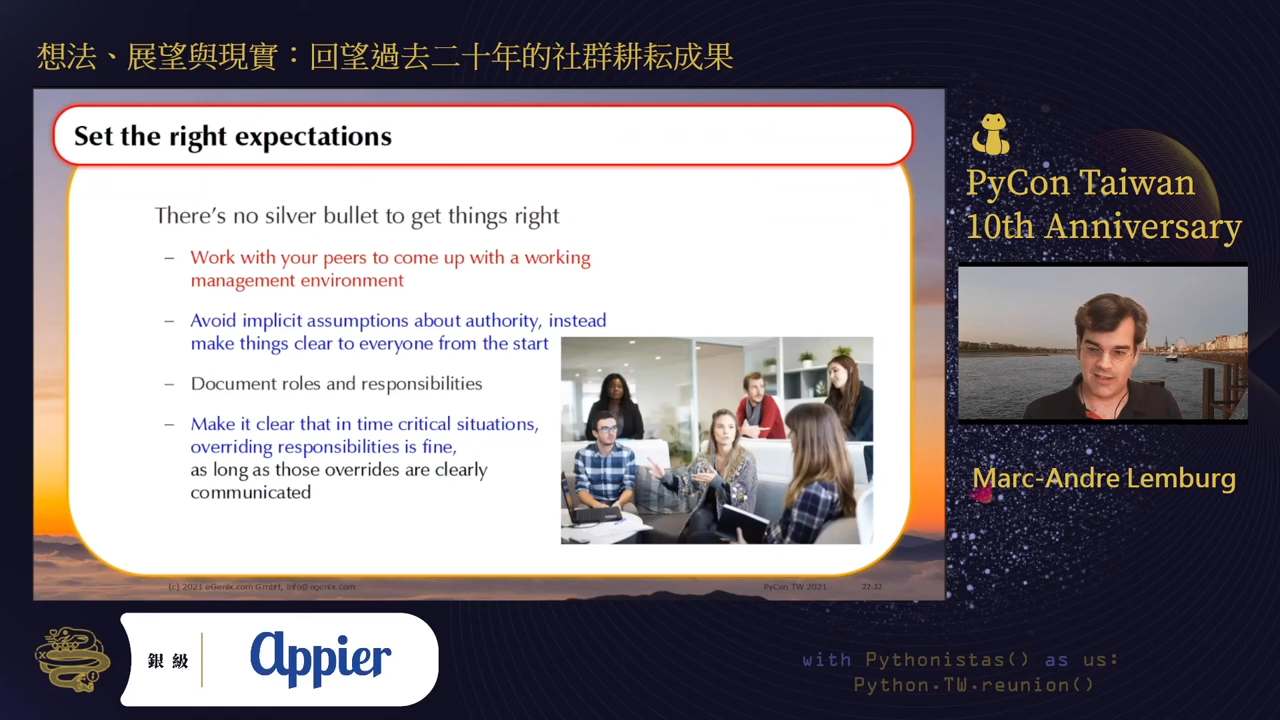 想法、展望與現實：回望過去二十年的社群耕耘成果
Set the right expectations
There's no silver bullet to get things right
– Work with your peers to come up with a working
management environment
– Avoid implicit assumptions about authority, instead
make things clear to everyone from the start
– Document roles and responsibilities
– Make it clear that in time critical situations,
overriding responsibilities is fine,
as long as those overrides are clearly
communicated
(c) 2021 eGenix.com GmbH, info@egenix.com
PyCon TW 2021
22:32
PyCon Taiwan
10th Anniversary
Marc-Andre Lemburg
銀級
Appier
with Pythonistas() as us:
Python.TW.reunion()